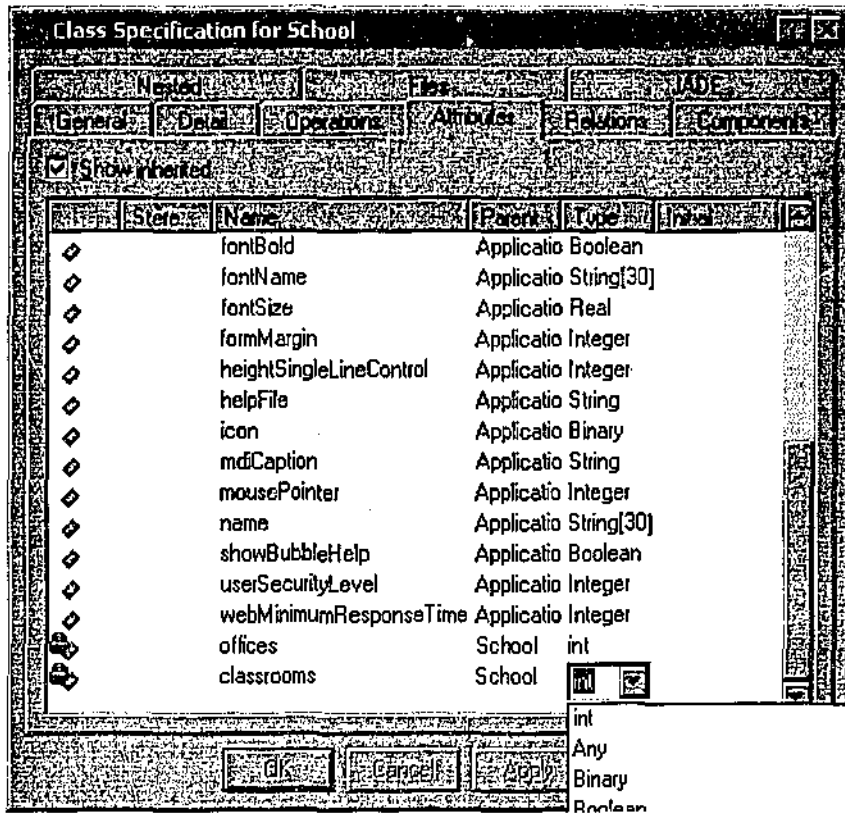 Class Specification for School
Nested Files JADE
General Detail Operations Attributes Relations Components
Show inherited
Stere Name Parent Type Initial
fontBold Applicatio Boolean
fontName Applicatio String[30]
fontSize Applicatio Real
formMargin Applicatio Integer
heightSingleLineControl Applicatio Integer
helpFile Applicatio String
icon Applicatio Binary
mdiCaption Applicatio String
mousePointer Applicatio Integer
name Applicatio String[30]
showBubbleHelp Applicatio Boolean
userSecurityLevel Applicatio Integer
webMinimumResponseTime Applicatio Integer
offices School int
classrooms School int
int
Any
OK Cancel Apply
Binary
Boolean